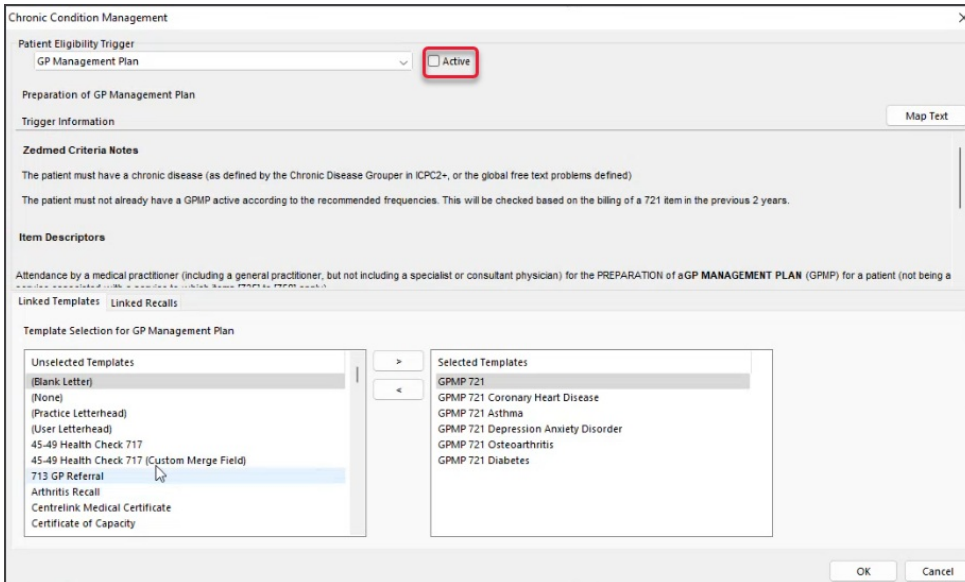 Chronic Condition Management
Patient Eligibility Trigger
GP Management Plan
Active
Preparation of GP Management Plan
Trigger Information
Map Text
Zedmed Criteria Notes
The patient must have a chronic disease (as defined by the Chronic Disease Grouper in ICPC2+, or the global free text problems defined)
The patient must not already have a GPMP active according to the recommended frequencies. This will be checked based on the billing of a 721 item in the previous 2 years.
Item Descriptors
Attendance by a medical practitioner (including a general practitioner, but not including a specialist or consultant physician) for the PREPARATION of aGP MANAGEMENT PLAN (GPMP) for a patient (not being a
Linked Templates Linked Recalls
Template Selection for GP Management Plan
Unselected Templates
(Blank Letter)
(None)
(Practice Letterhead)
(User Letterhead)
45-49 Health Check 717
45-49 Health Check 717 (Custom Merge Field)
713 GP Referral
Arthritis Recall
Centrelink Medical Certificate
Certificate of Capacity
>
<
Selected Templates
GPMP 721
GPMP 721 Coronary Heart Disease
GPMP 721 Asthma
GPMP 721 Depression Anxiety Disorder
GPMP 721 Osteoarthritis
GPMP 721 Diabetes
OK Cancel